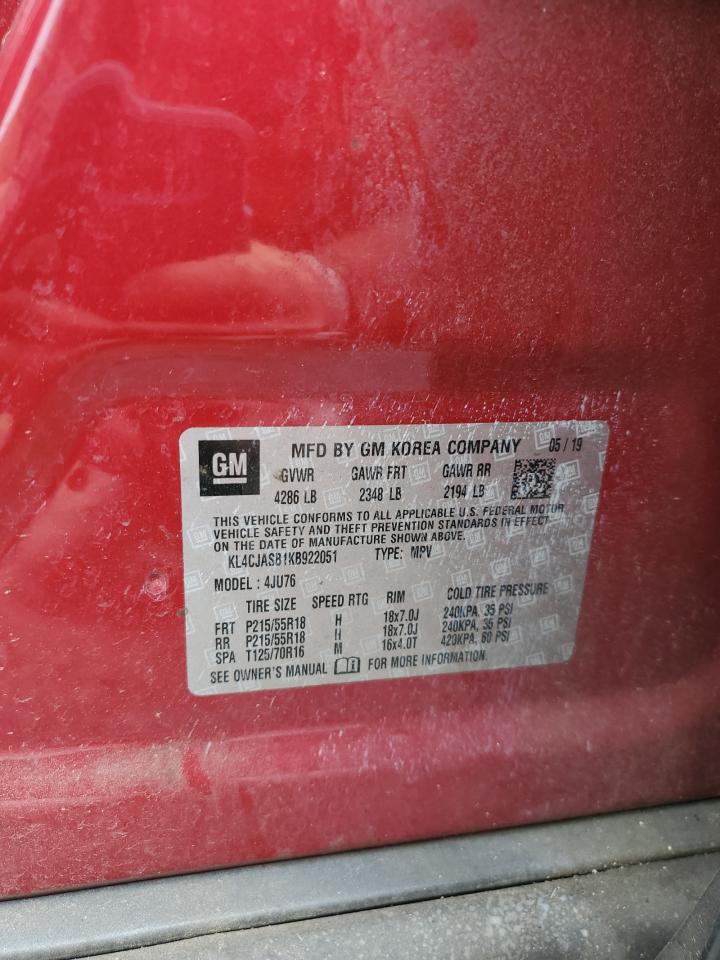 GM MFD BY GM KOREA COMPANY 05 / 19
GVWR GAWR FRT GAWR RR
4286 LB 2348 LB 2194 LB
THIS VEHICLE CONFORMS TO ALL APPLICABLE U.S. FEDERAL MOTOR
VEHICLE SAFETY AND THEFT PREVENTION STANDARDS IN EFFECT
ON THE DATE OF MANUFACTURE SHOWN ABOVE.
KL4CJASB1KB922051 TYPE: MPV
MODEL : 4JU76
TIRE SIZE SPEED RTG RIM COLD TIRE PRESSURE
FRT P215/55R18 H 18x7.0J 240KPA, 35 PSI
RR P215/55R18 H 18x7.0J 240KPA, 35 PSI
SPA T125/70R16 M 16x4.0T 420KPA, 60 PSI
SEE OWNER'S MANUAL FOR MORE INFORMATION.